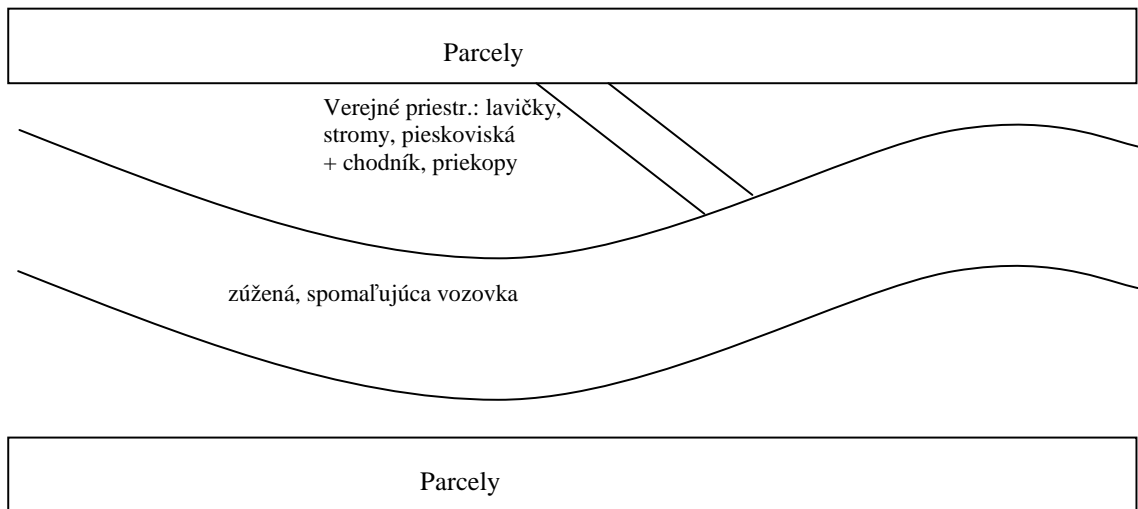 Parcely
Verejné priestr.: lavičky,
stromy, pieskoviská
+ chodník, priekopy
zúžená, spomaľujúca vozovka
Parcely